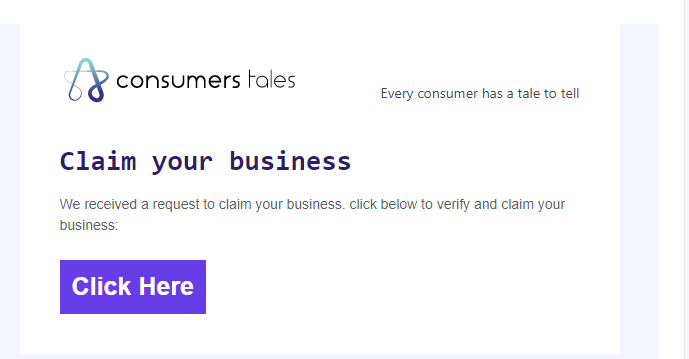 consumers tales
Every consumer has a tale to tell
Claim your business
We received a request to claim your business. click below to verify and claim your
business:
Click Here